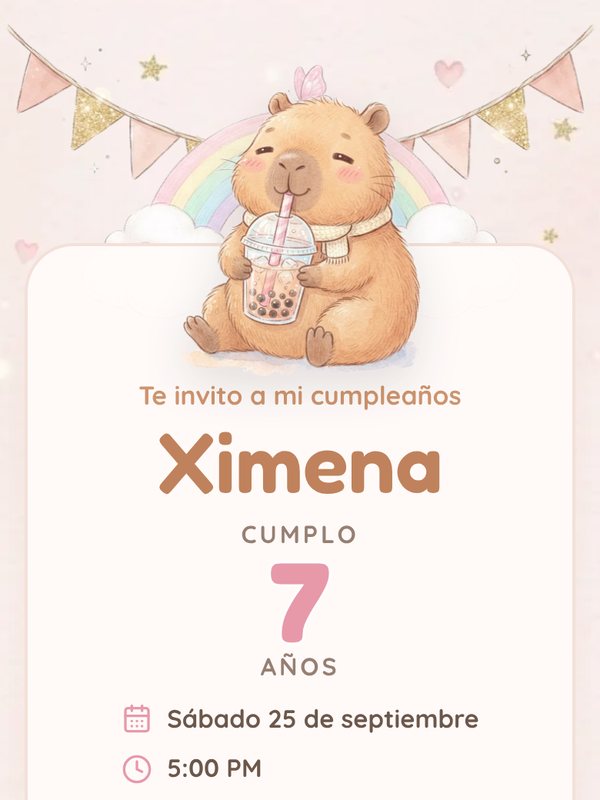 Te invito a mi cumpleaños
Ximena
CUMPLO
7
AÑOS
Sábado 25 de septiembre
5:00 PM